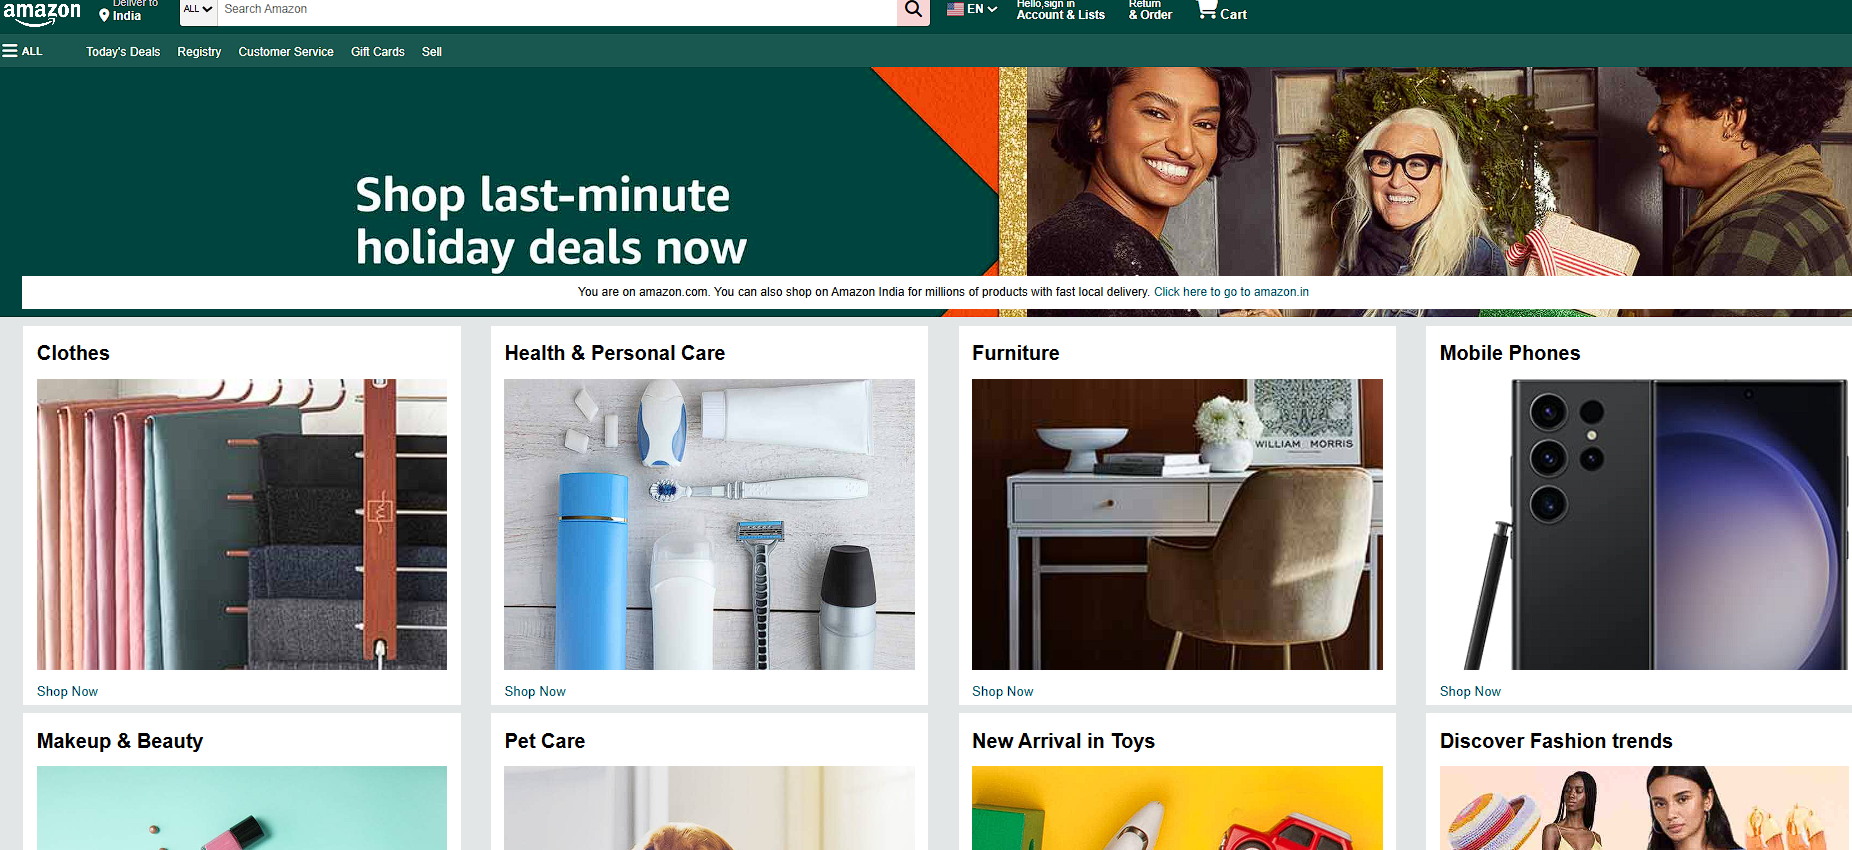 amazon
Deliver to
India
ALL
Search Amazon
EN
Hello,sign in
Account & Lists
Return
& Order
Cart
ALL
Today's Deals
Registry
Customer Service
Gift Cards
Sell
Shop last-minute
holiday deals now
You are on amazon.com. You can also shop on Amazon India for millions of products with fast local delivery. Click here to go to amazon.in
Clothes
Health & Personal Care
Furniture
Mobile Phones
WILLIAM MORRIS
Shop Now
Shop Now
Shop Now
Shop Now
Makeup & Beauty
Pet Care
New Arrival in Toys
Discover Fashion trends